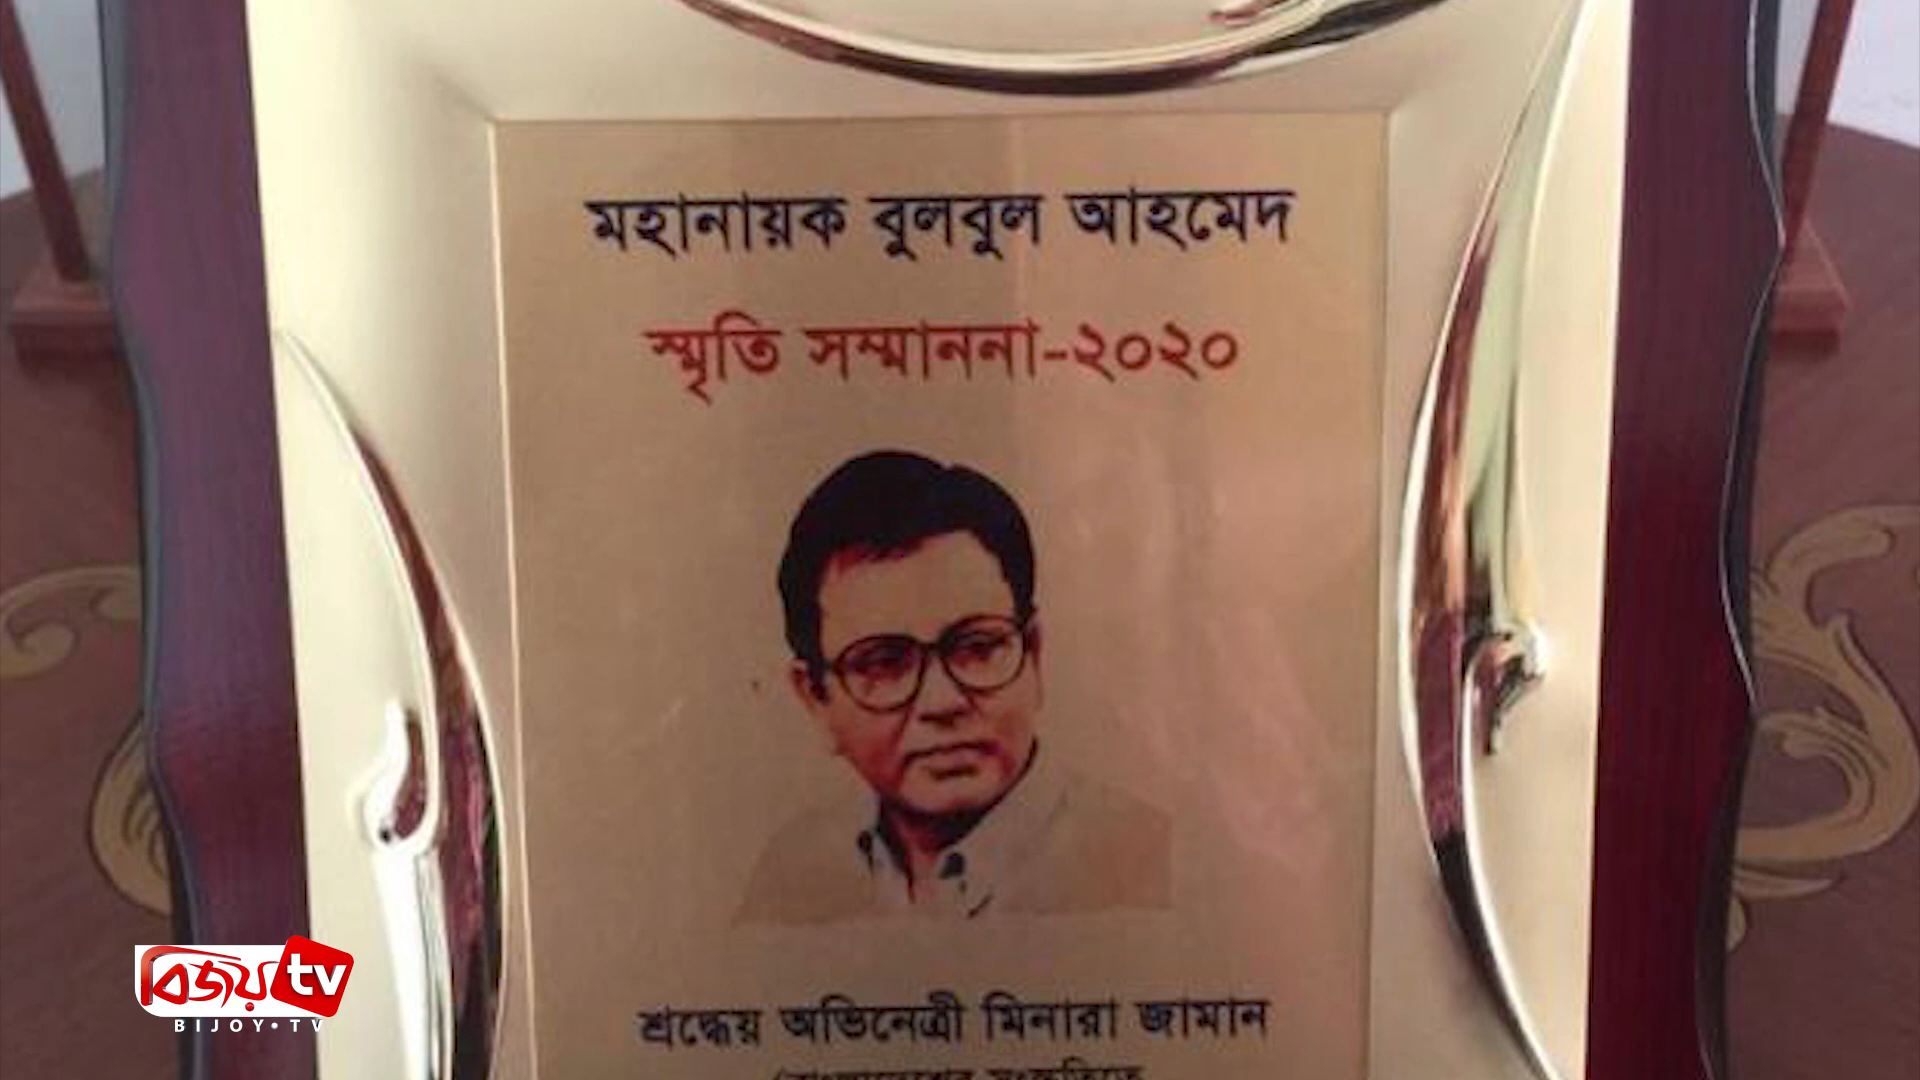 মহানায়ক বুলবুল আহমেদ
স্মৃতি সম্মাননা-২০২০
শ্রদ্ধেয় অভিনেত্রী মিনারা জামান
বিজয় tv
BIJOY•TV